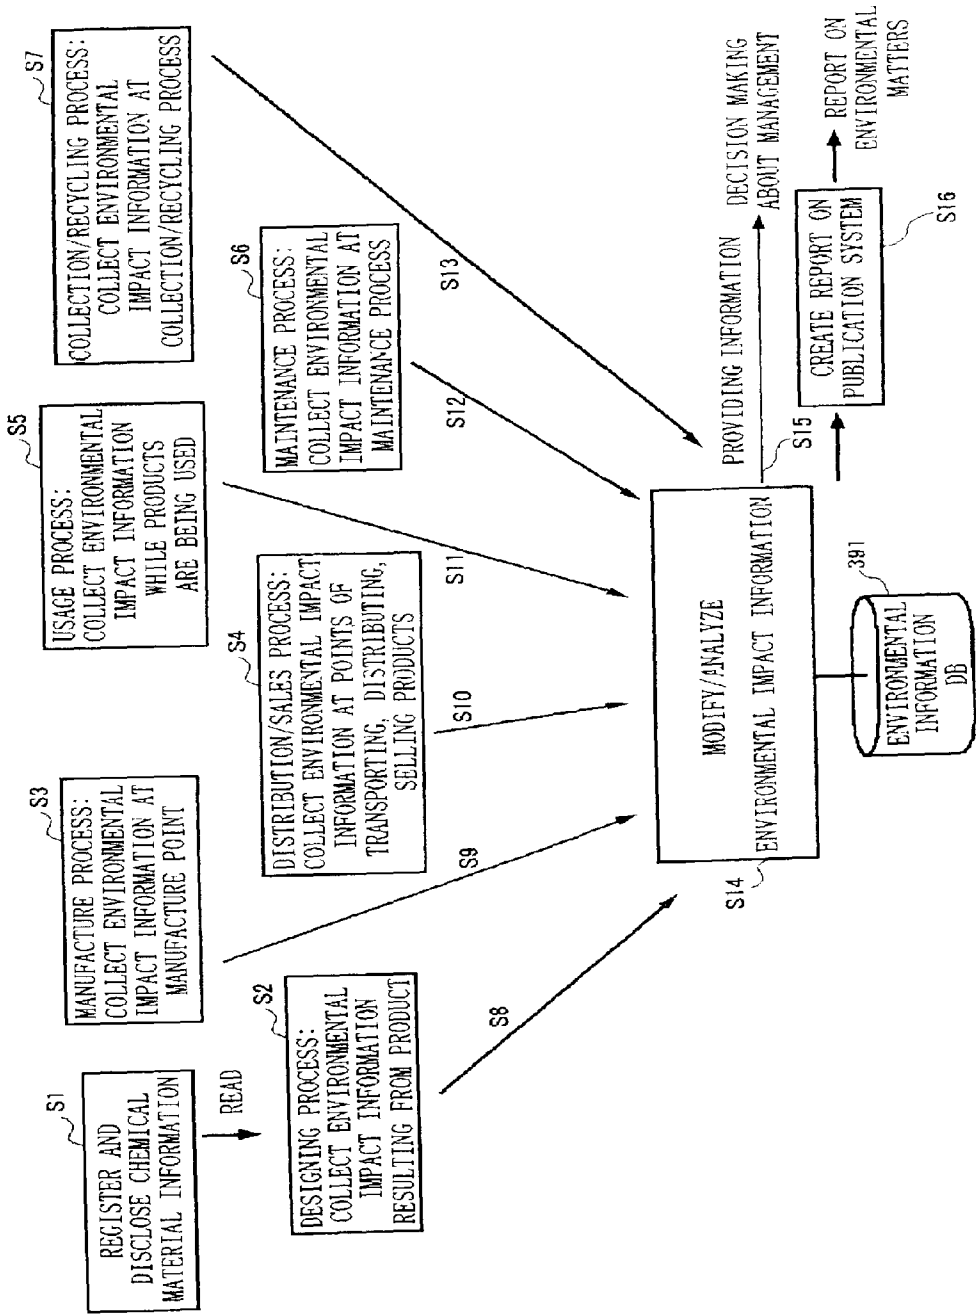 S1
REGISTER AND
DISCLOSE CHEMICAL
MATERIAL INFORMATION
READ
S2
DESIGNING PROCESS:
COLLECT ENVIRONMENTAL
IMPACT INFORMATION
RESULTING FROM PRODUCT
S3
MANUFACTURE PROCESS:
COLLECT ENVIRONMENTAL
IMPACT INFORMATION AT
MANUFACTURE POINT
S4
DISTRIBUTION/SALES PROCESS:
COLLECT ENVIRONMENTAL IMPACT
INFORMATION AT POINTS OF
TRANSPORTING, DISTRIBUTING,
SELLING PRODUCTS
S5
USAGE PROCESS:
COLLECT ENVIRONMENTAL
IMPACT INFORMATION
WHILE PRODUCTS
ARE BEING USED
S6
MAINTENANCE PROCESS:
COLLECT ENVIRONMENTAL
IMPACT INFORMATION AT
MAINTENANCE PROCESS
S7
COLLECTION/RECYCLING PROCESS:
COLLECT ENVIRONMENTAL
IMPACT INFORMATION AT
COLLECTION/RECYCLING PROCESS
S8
S9
S10
S11
S12
S13
S14
MODIFY/ANALYZE
ENVIRONMENTAL IMPACT INFORMATION
PROVIDING INFORMATION
S15
DECISION MAKING
ABOUT MANAGEMENT
CREATE REPORT ON
PUBLICATION SYSTEM
S16
REPORT ON
ENVIRONMENTAL
MATTERS
391
ENVIRONMENTAL
INFORMATION
DB